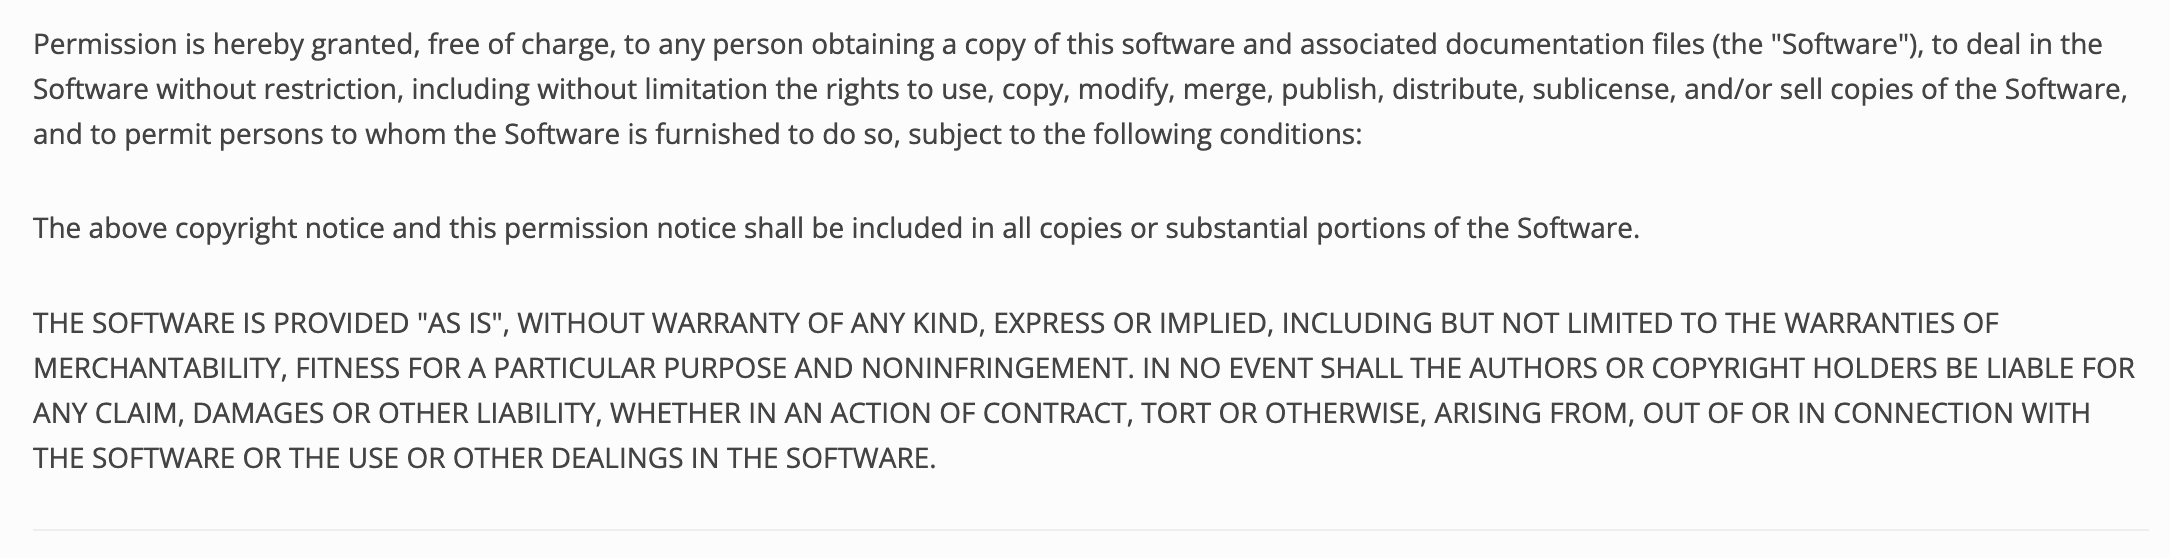 Permission is hereby granted, free of charge, to any person obtaining a copy of this software and associated documentation files (the "Software"), to deal in the
Software without restriction, including without limitation the rights to use, copy, modify, merge, publish, distribute, sublicense, and/or sell copies of the Software,
and to permit persons to whom the Software is furnished to do so, subject to the following conditions:
The above copyright notice and this permission notice shall be included in all copies or substantial portions of the Software.
THE SOFTWARE IS PROVIDED "AS IS", WITHOUT WARRANTY OF ANY KIND, EXPRESS OR IMPLIED, INCLUDING BUT NOT LIMITED TO THE WARRANTIES OF
MERCHANTABILITY, FITNESS FOR A PARTICULAR PURPOSE AND NONINFRINGEMENT. IN NO EVENT SHALL THE AUTHORS OR COPYRIGHT HOLDERS BE LIABLE FOR
ANY CLAIM, DAMAGES OR OTHER LIABILITY, WHETHER IN AN ACTION OF CONTRACT, TORT OR OTHERWISE, ARISING FROM, OUT OF OR IN CONNECTION WITH
THE SOFTWARE OR THE USE OR OTHER DEALINGS IN THE SOFTWARE.